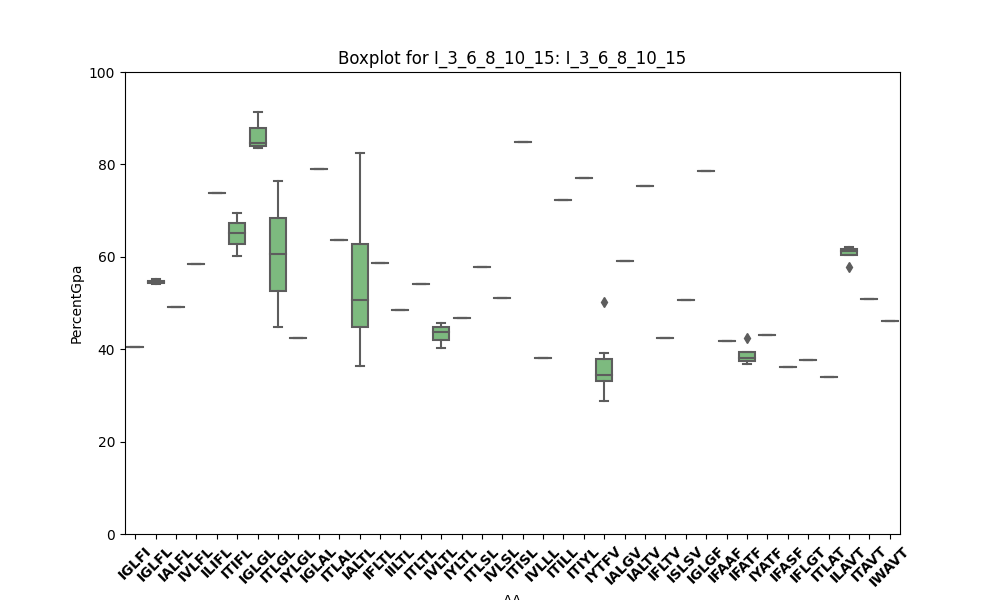 Boxplot for I_3_6_8_10_15: I_3_6_8_10_15
PercentGpa
100
80
60
40
20
0
IGLFI
IGLFL
IALFL
IVLFL
ILIFL
ITIFL
IGLGL
ITLGL
IYLGL
IGLAL
ITLAL
IALTL
IFLTL
IILTL
ITLTL
IVLTL
IYLTL
ITLSL
IVLSL
ITISL
IVLLL
ITILL
ITIYL
IYTFV
IALGV
IALTV
IFLTV
ISLSV
IGLGF
IFAAF
IFATF
IYATF
IFASF
IFLGT
ITLAT
ILAVT
ITAVT
IWAVT